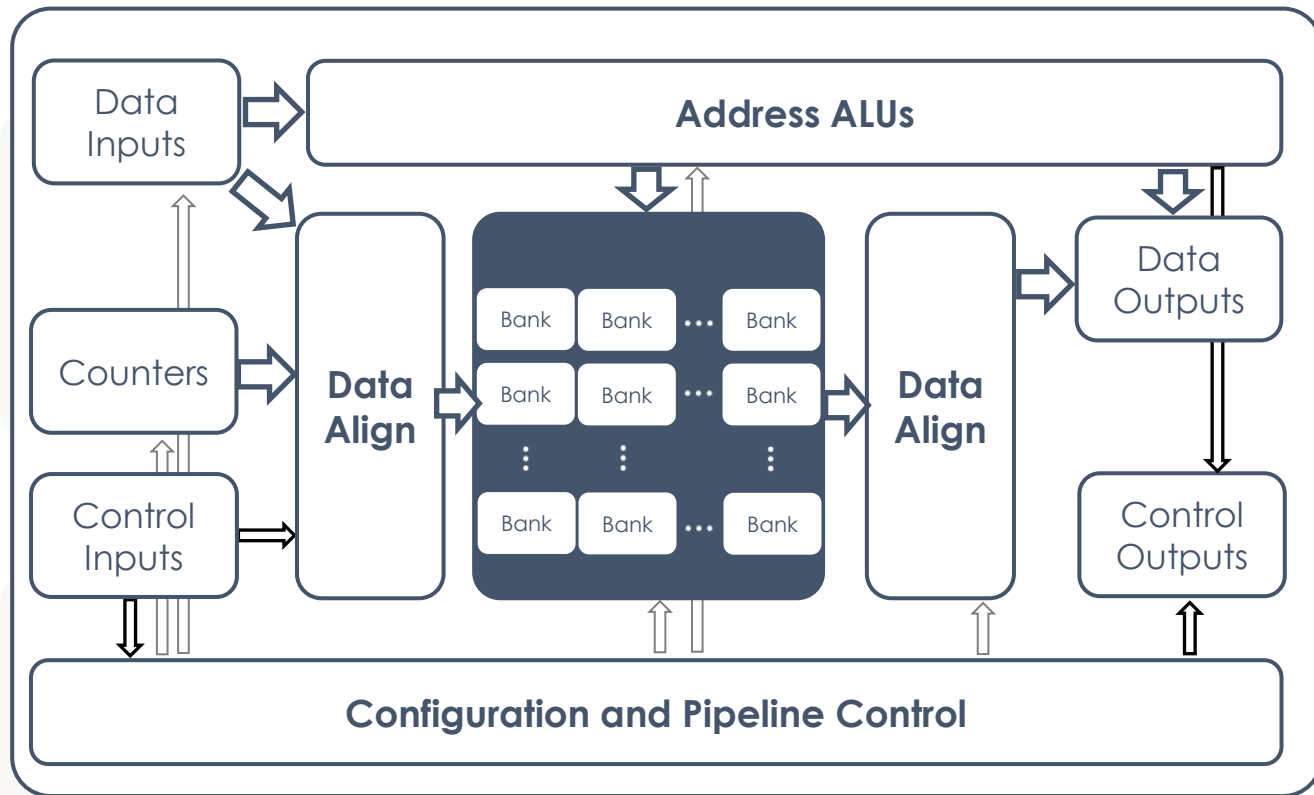 Data
Inputs
Address ALUs
Counters
Control
Inputs
Data
Align
Bank Bank ... Bank
Bank Bank ... Bank
Bank Bank ... Bank
Data
Align
Data
Outputs
Control
Outputs
Configuration and Pipeline Control